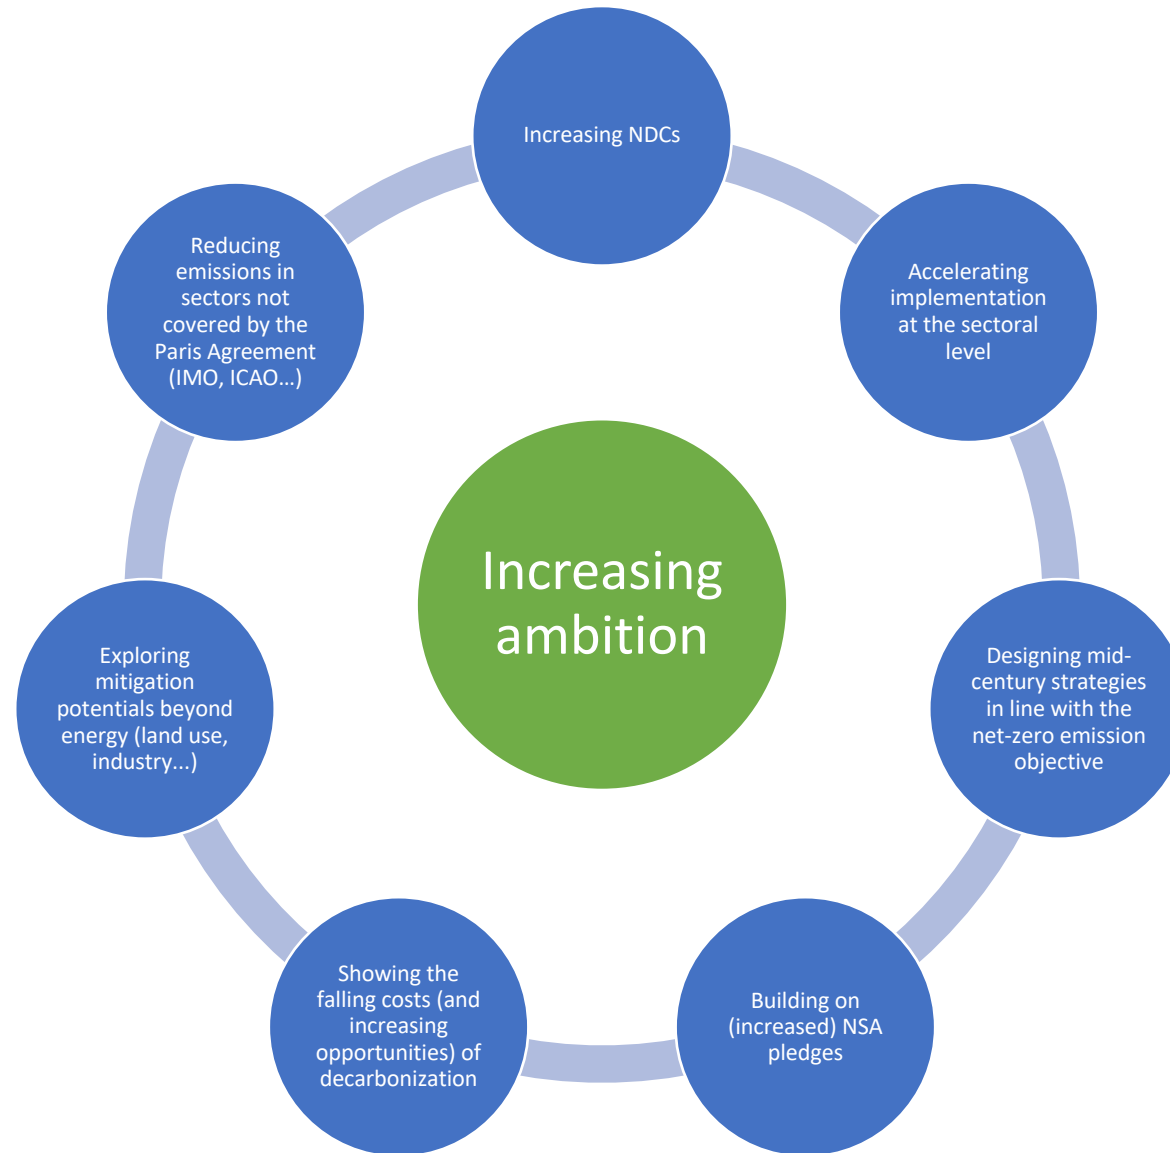 Increasing NDCs
Accelerating
implementation
at the sectoral
level
Designing mid-
century strategies
in line with the
net-zero emission
objective
Building on
(increased) NSA
pledges
Showing the
falling costs (and
increasing
opportunities) of
decarbonization
Exploring
mitigation
potentials beyond
energy (land use,
industry...)
Reducing
emissions in
sectors not
covered by the
Paris Agreement
(IMO, ICAO…)
Increasing
ambition